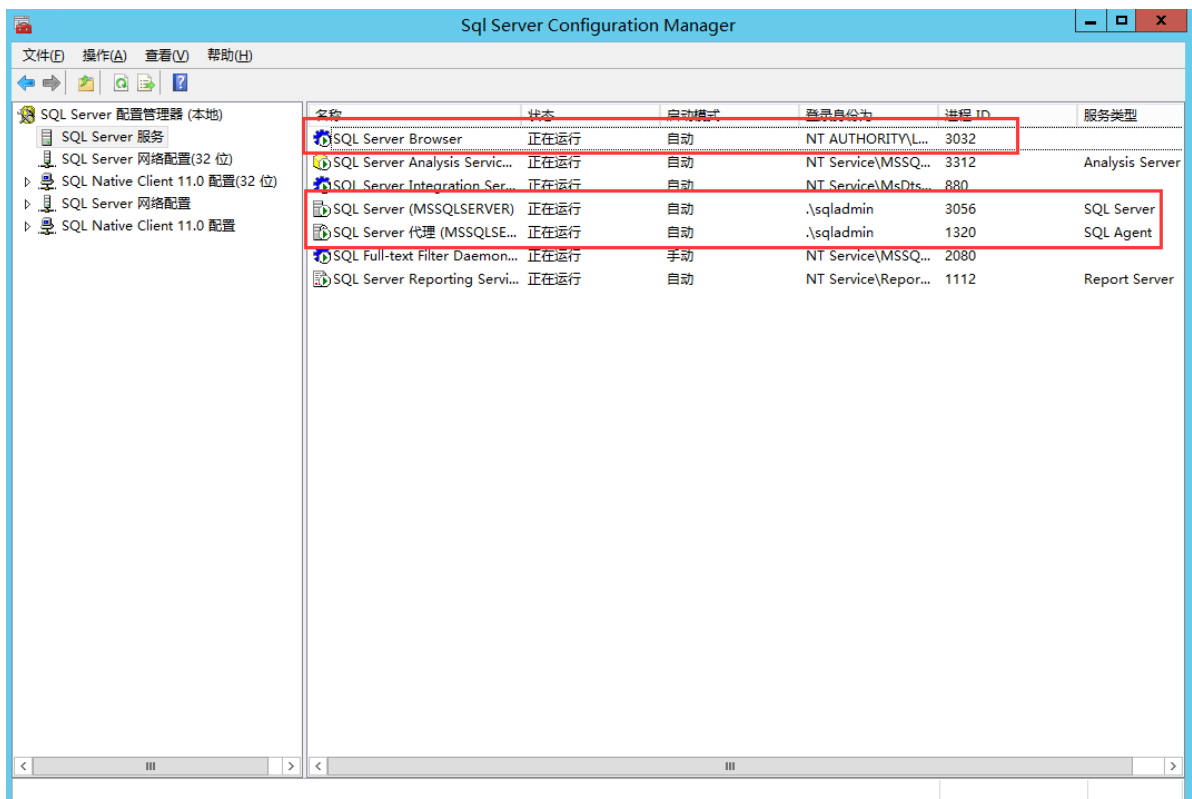 Sql Server Configuration Manager
文件(F) 操作(A) 查看(V) 帮助(H)
SQL Server 配置管理器 (本地)
SQL Server 服务
SQL Server 网络配置(32 位)
SQL Native Client 11.0 配置(32 位)
SQL Server 网络配置
SQL Native Client 11.0 配置
名称 状态 启动模式 登录身份为 进程 ID 服务类型
SQL Server Browser 正在运行 自动 NT AUTHORITY\L... 3032
SQL Server Analysis Servic... 正在运行 自动 NT Service\MSSQ... 3312 Analysis Server
SQL Server Integration Ser... 正在运行 自动 NT Service\MsDts... 880
SQL Server (MSSQLSERVER) 正在运行 自动 .\sqladmin 3056 SQL Server
SQL Server 代理 (MSSQLSE... 正在运行 自动 .\sqladmin 1320 SQL Agent
SQL Full-text Filter Daemon... 正在运行 手动 NT Service\MSSQ... 2080
SQL Server Reporting Servi... 正在运行 自动 NT Service\Repor... 1112 Report Server